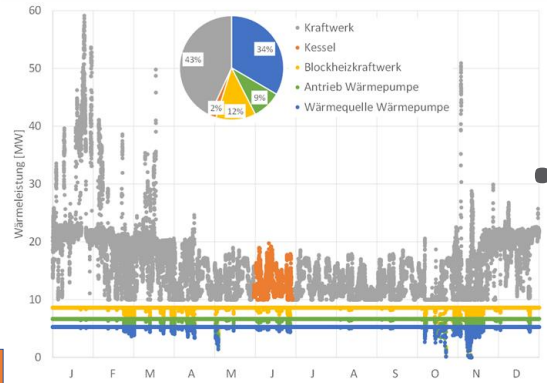 60
50
40
30
20
10
0
Wärmeleistung [MW]
43%
34%
2%
12%
9%
Kraftwerk
Kessel
Blockheizkraftwerk
Antrieb Wärmepumpe
Wärmequelle Wärmepumpe
J F M A M J J A S O N D